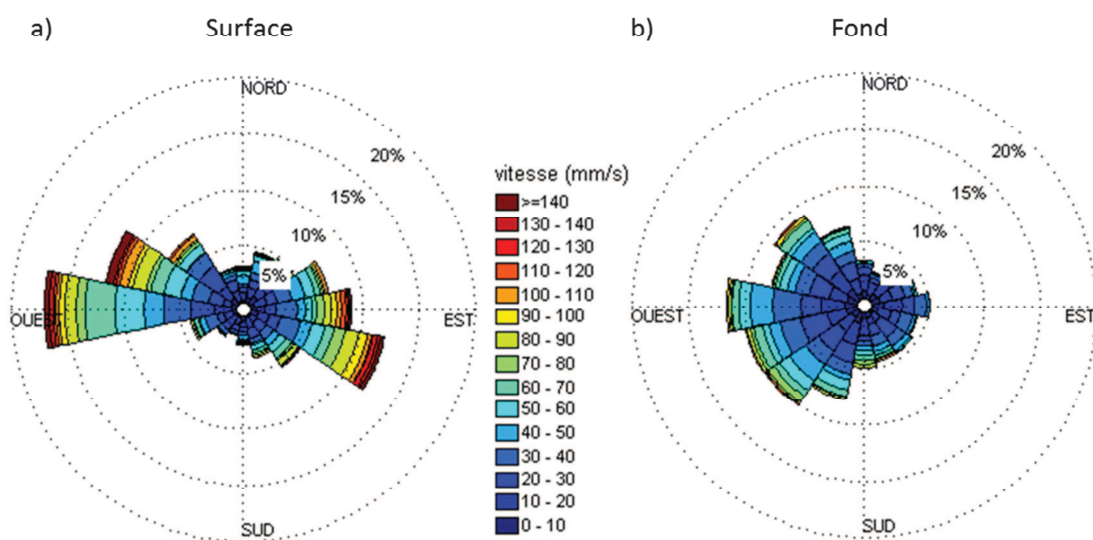 a) Surface
NORD
20%
15%
10%
5%
OUEST
EST
SUD
vitesse (mm/s)
>=140
130 - 140
120 - 130
110 - 120
100 - 110
90 - 100
80 - 90
70 - 80
60 - 70
50 - 60
40 - 50
30 - 40
20 - 30
10 - 20
0 - 10
b) Fond
NORD
20%
15%
10%
5%
OUEST
EST
SUD